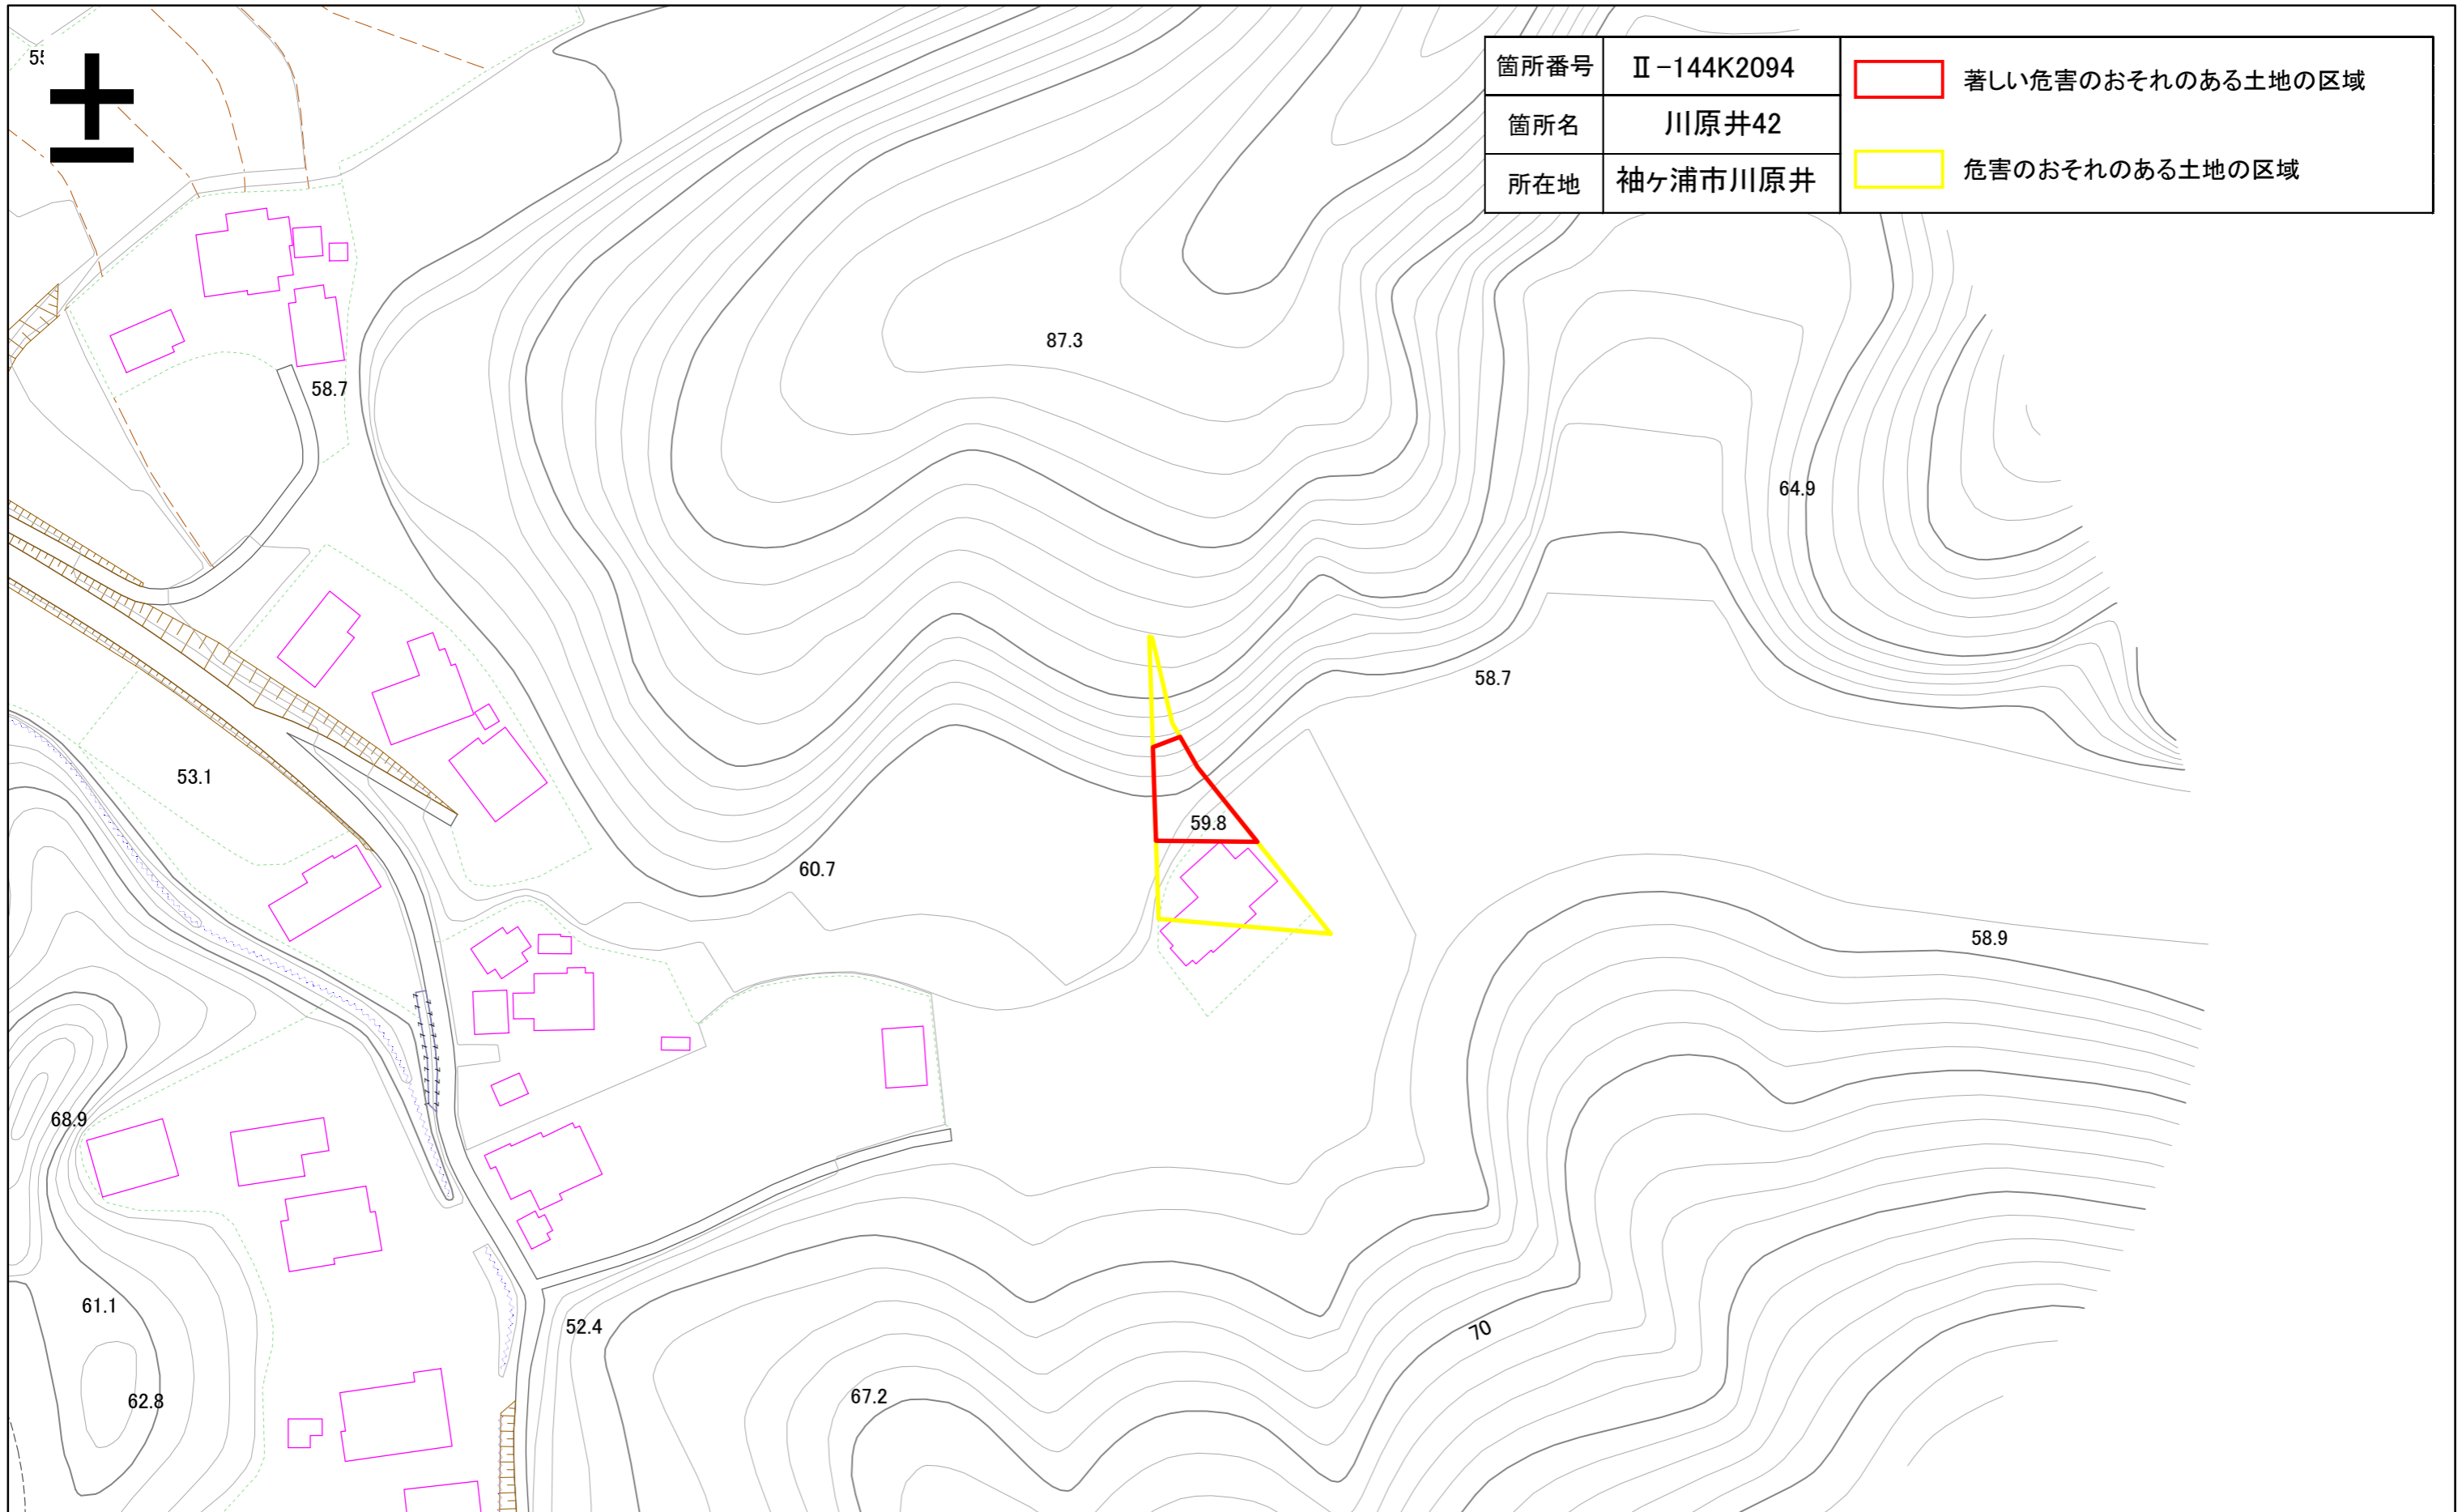 箇所番号 Ⅱ-144K2094
箇所名 川原井42
所在地 袖ヶ浦市川原井
著しい危害のおそれのある土地の区域
危害のおそれのある土地の区域
87.3
58.7
64.9
58.7
53.1
59.8
60.7
58.9
68.9
61.1
52.4
70
62.8
67.2